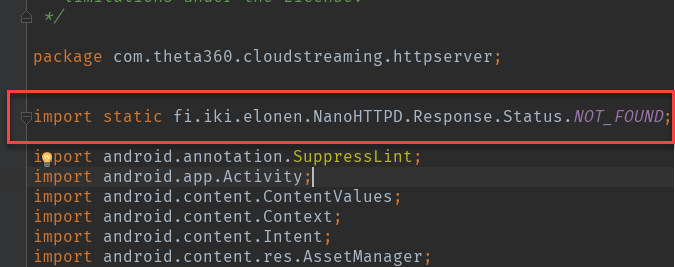 limitations under the License.
*/
package com.theta360.cloudstreaming.httpserver;
import static fi.iki.elonen.NanoHTTPD.Response.Status.NOT_FOUND;
import android.annotation.SuppressLint;
import android.app.Activity;
import android.content.ContentValues;
import android.content.Context;
import android.content.Intent;
import android.content.res.AssetManager;